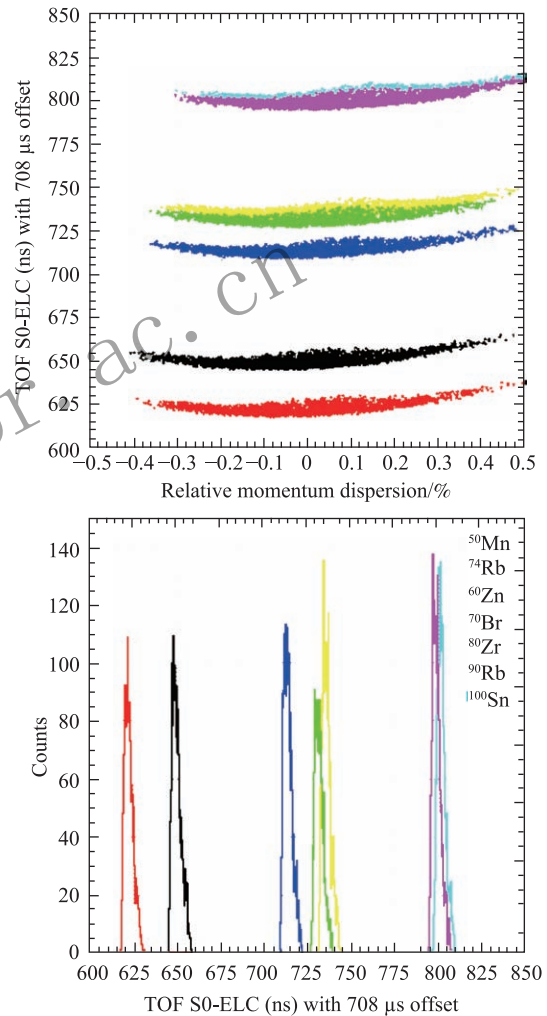 850
825
800
775
750
725
700
675
650
625
600
TOF S0-ELC (ns) with 708 μs offset
−0.5 −0.4 −0.3 −0.2 −0.1 0 0.1 0.2 0.3 0.4 0.5
Relative momentum dispersion/%
or.ac.cn
140
120
100
80
60
40
20
0
Counts
⁵⁰Mn
⁷⁴Rb
⁶⁰Zn
⁷⁰Br
⁸⁰Zr
⁹⁰Rb
¹⁰⁰Sn
600 625 650 675 700 725 750 775 800 825 850
TOF S0-ELC (ns) with 708 μs offset